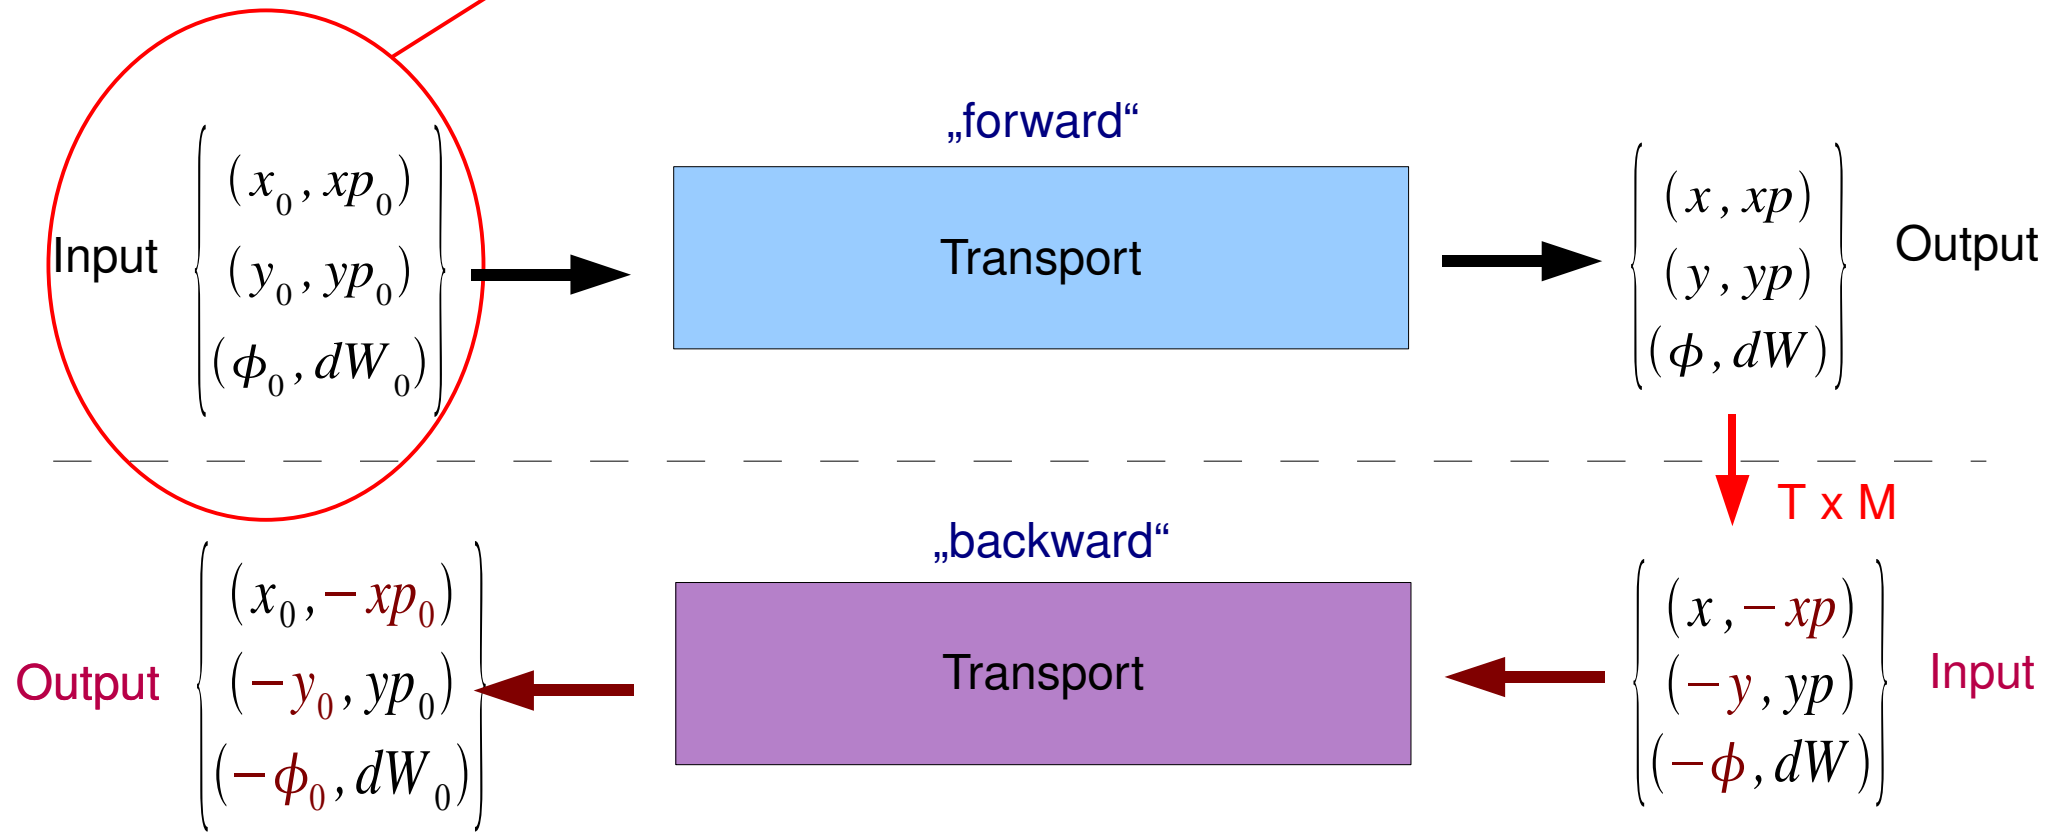 „forward“
Input
(x₀, xp₀)
(y₀, yp₀)
(ϕ₀, dW₀)
Transport
(x, xp)
(y, yp)
(ϕ, dW)
Output
T x M
„backward“
Output
(x₀, −xp₀)
(−y₀, yp₀)
(−ϕ₀, dW₀)
Transport
(x, −xp)
(−y, yp)
(−ϕ, dW)
Input